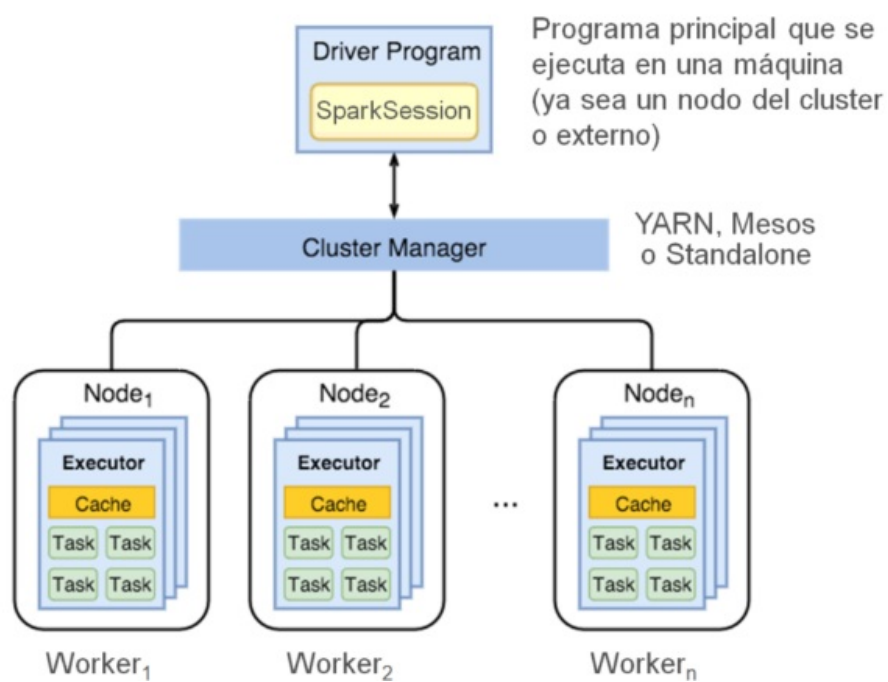 Driver Program
SparkSession
Programa principal que se
ejecuta en una máquina
(ya sea un nodo del cluster
o externo)
Cluster Manager
YARN, Mesos
o Standalone
Node₁
Executor
Cache
Task Task
Task Task
Worker₁
Node₂
Executor
Cache
Task Task
Task Task
Worker₂
...
Nodeₙ
Executor
Cache
Task Task
Task Task
Workerₙ